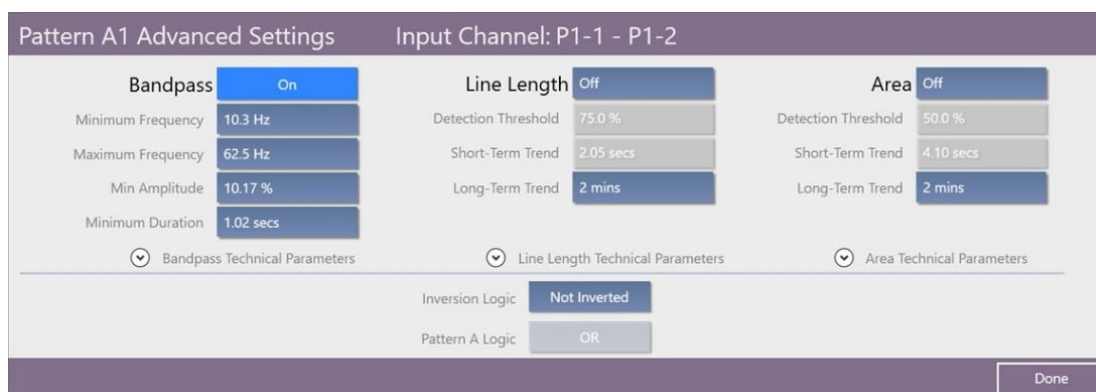 Pattern A1 Advanced Settings Input Channel: P1-1 - P1-2
Bandpass On
Minimum Frequency 10.3 Hz
Maximum Frequency 62.5 Hz
Min Amplitude 10.17 %
Minimum Duration 1.02 secs
Bandpass Technical Parameters
Line Length Off
Detection Threshold 75.0 %
Short-Term Trend 2.05 secs
Long-Term Trend 2 mins
Line Length Technical Parameters
Area Off
Detection Threshold 50.0 %
Short-Term Trend 4.10 secs
Long-Term Trend 2 mins
Area Technical Parameters
Inversion Logic Not Inverted
Pattern A Logic OR
Done